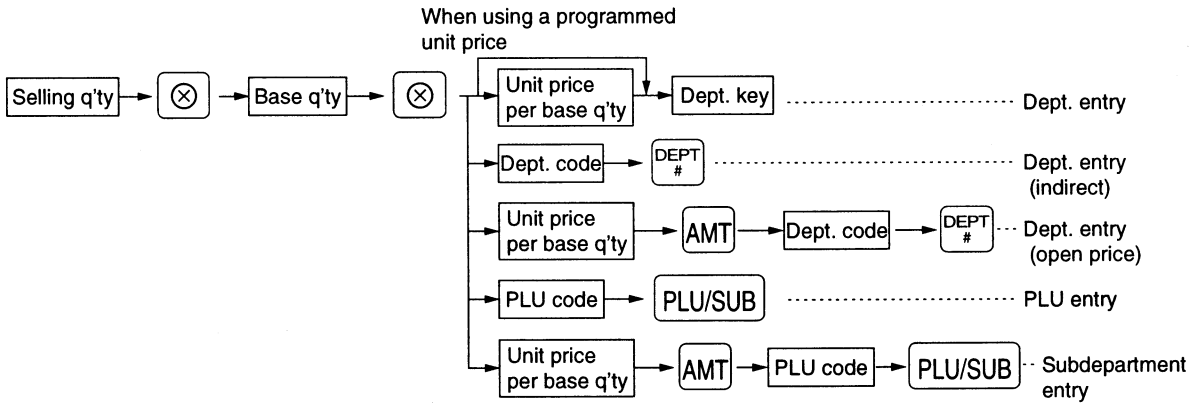 When using a programmed
unit price
Selling q'ty
⊗
Base q'ty
⊗
Unit price
per base q'ty
Dept. key
Dept. entry
Dept. code
DEPT
#
Dept. entry
(indirect)
Unit price
per base q'ty
AMT
Dept. code
DEPT
#
Dept. entry
(open price)
PLU code
PLU/SUB
PLU entry
Unit price
per base q'ty
AMT
PLU code
PLU/SUB
Subdepartment
entry